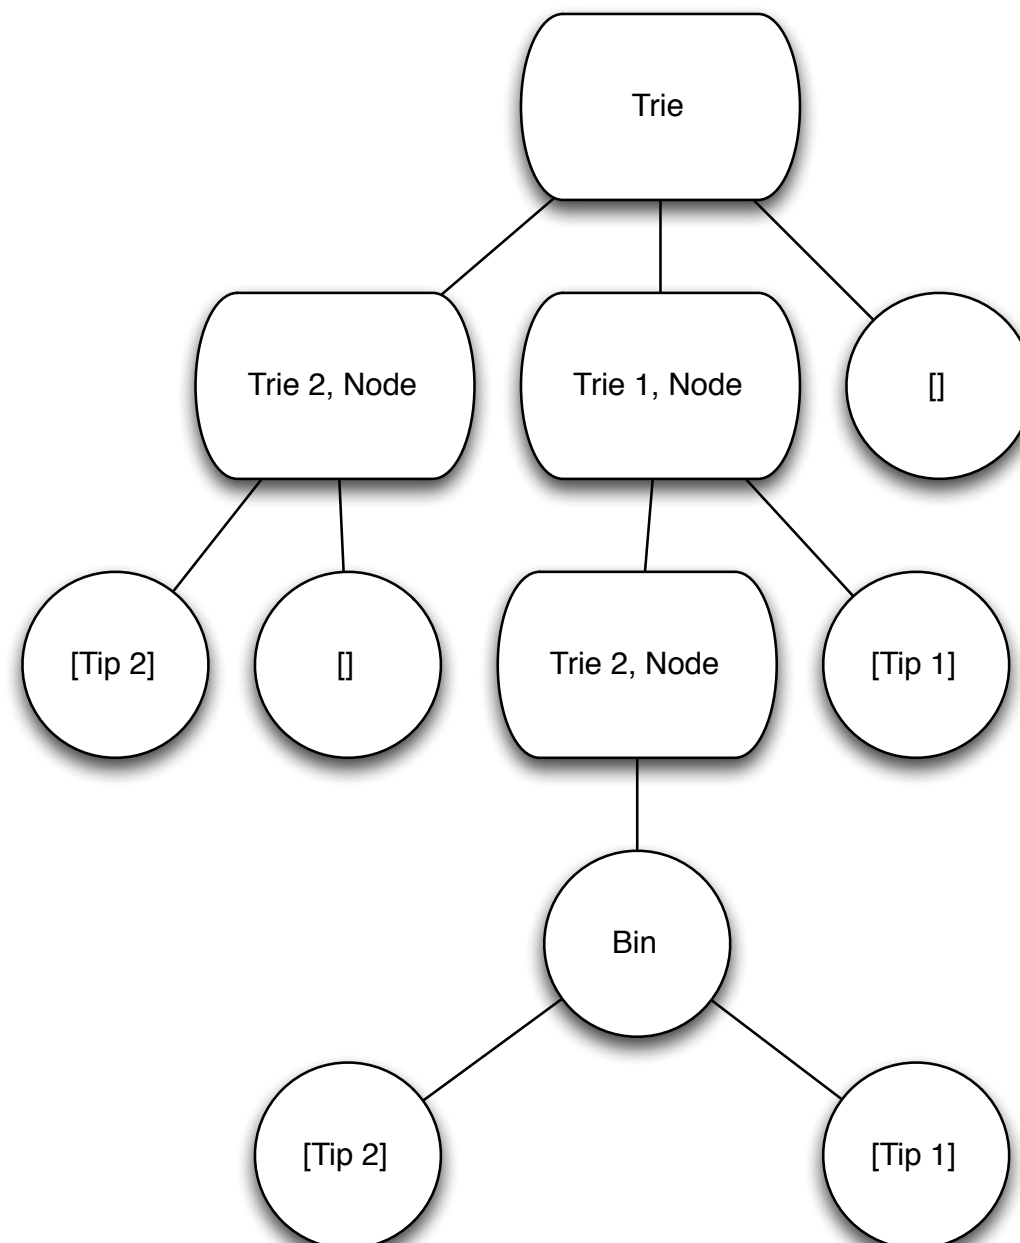 Trie
Trie 2, Node
Trie 1, Node
[]
[Tip 2]
[]
Trie 2, Node
[Tip 1]
Bin
[Tip 2]
[Tip 1]